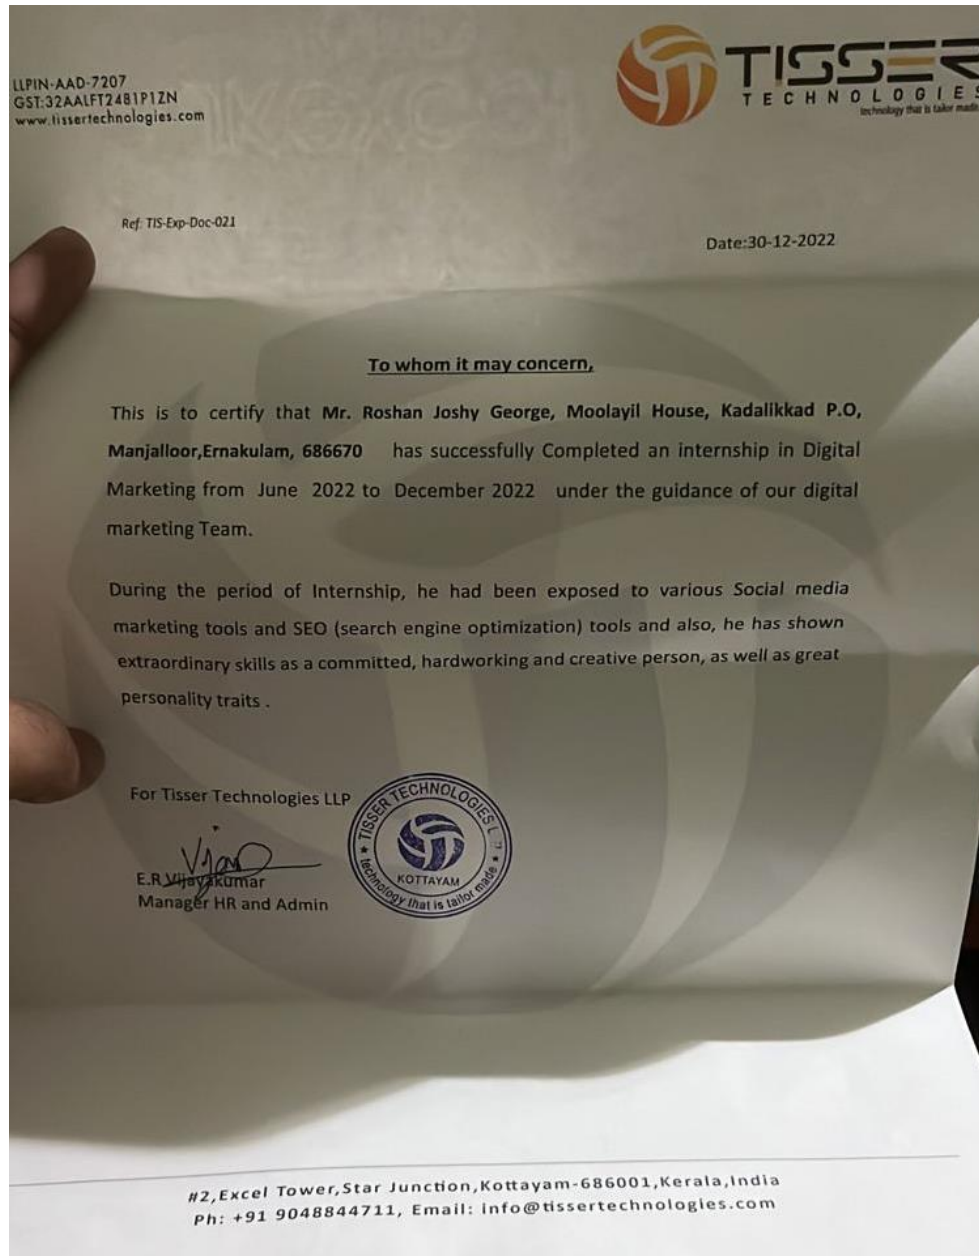 LLPIN-AAD-7207
GST:32AALFT2481P1ZN
www.tissertechnologies.com
TISSER
TECHNOLOGIES
technology that is tailor made
Ref: TIS-Exp-Doc-021
Date:30-12-2022
To whom it may concern,
This is to certify that Mr. Roshan Joshy George, Moolayil House, Kadalikkad P.O,
Manjalloor,Ernakulam, 686670 has successfully Completed an internship in Digital
Marketing from June 2022 to December 2022 under the guidance of our digital
marketing Team.
During the period of Internship, he had been exposed to various Social media
marketing tools and SEO (search engine optimization) tools and also, he has shown
extraordinary skills as a committed, hardworking and creative person, as well as great
personality traits .
For Tisser Technologies LLP
TISSER TECHNOLOGIES
KOTTAYAM
technology that is tailor made
E.R.Vijayakumar
Manager HR and Admin
#2,Excel Tower,Star Junction,Kottayam-686001,Kerala,India
Ph: +91 9048844711, Email: info@tissertechnologies.com